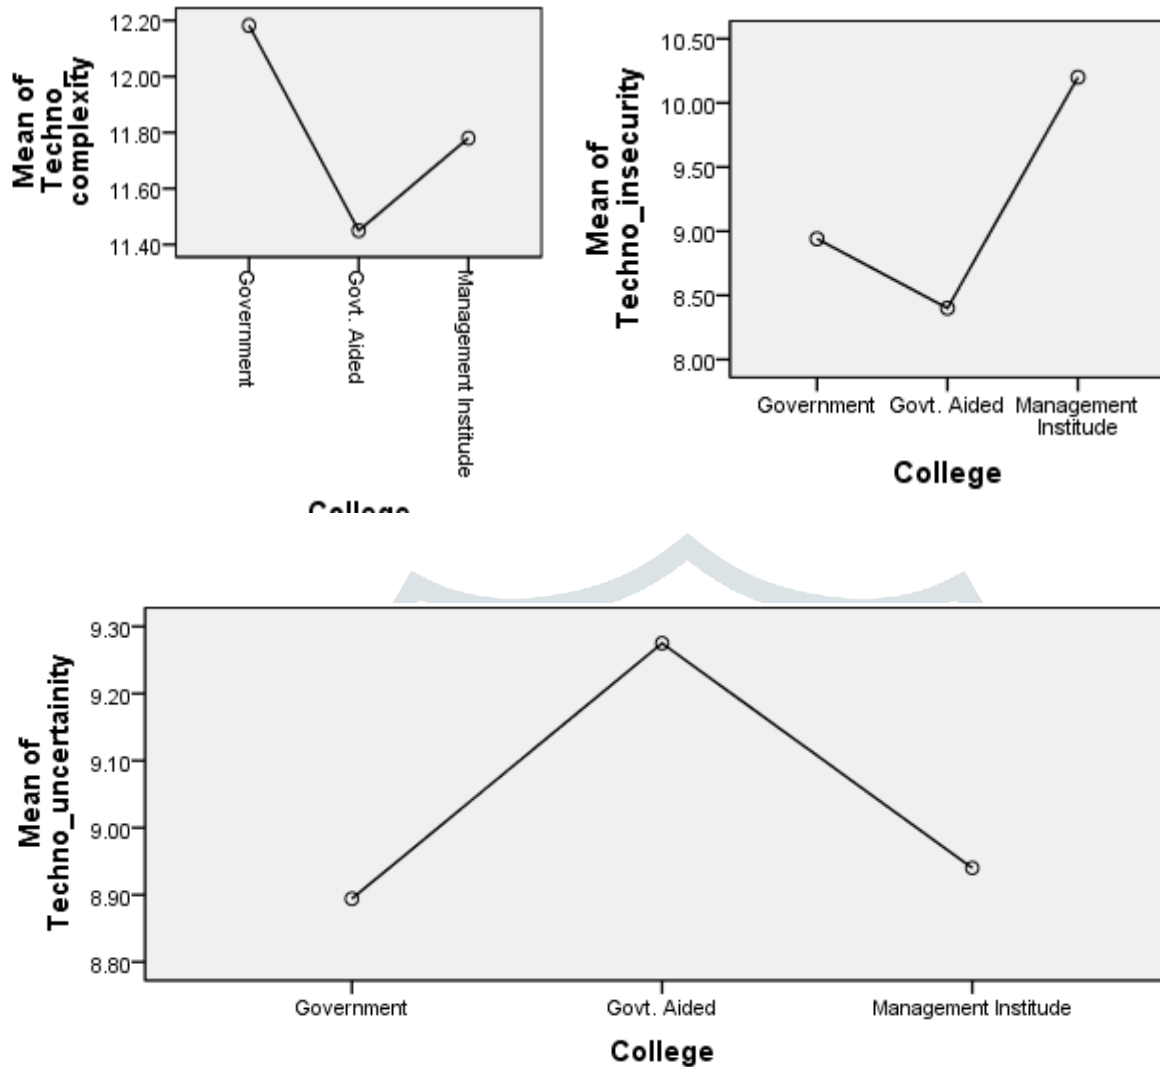 Mean of
Techno_
complexity
12.20
12.00
11.80
11.60
11.40
Government
Govt. Aided
Management Institude
College
Mean of
Techno_insecurity
10.50
10.00
9.50
9.00
8.50
8.00
Government Govt. Aided Management
Institude
College
Mean of
Techno_uncertainity
9.30
9.20
9.10
9.00
8.90
8.80
Government Govt. Aided Management Institude
College